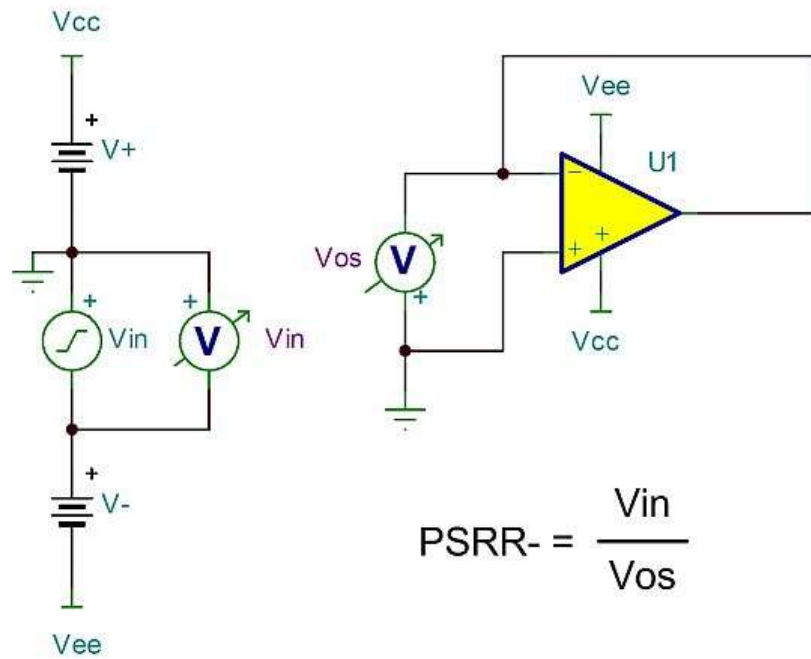 Vcc
+
V+
+
Vin
+
Vin
+
V-
Vee
Vee
U1
−
+
+
Vos
V
+
V
Vcc
PSRR- = Vin
Vos